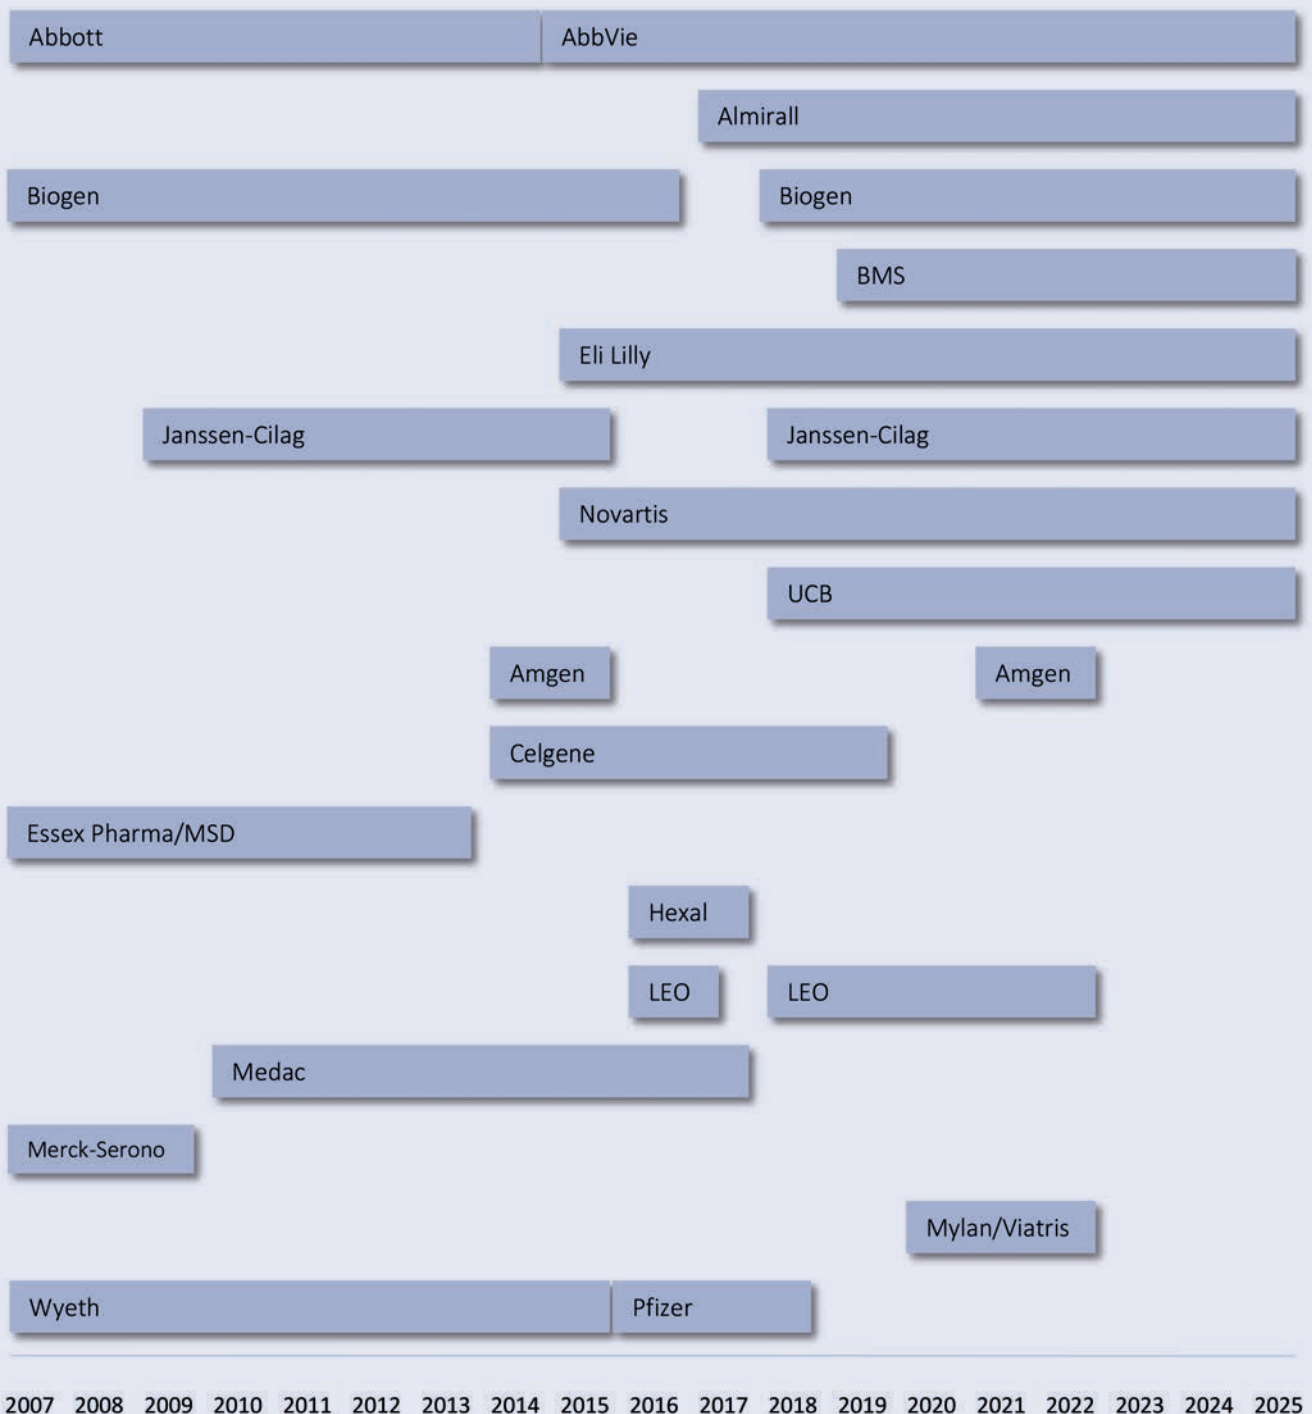 Abbott AbbVie
Almirall
Biogen Biogen
BMS
Eli Lilly
Janssen-Cilag Janssen-Cilag
Novartis
UCB
Amgen Amgen
Celgene
Essex Pharma/MSD
Hexal
LEO LEO
Medac
Merck-Serono
Mylan/Viatris
Wyeth Pfizer
2007 2008 2009 2010 2011 2012 2013 2014 2015 2016 2017 2018 2019 2020 2021 2022 2023 2024 2025